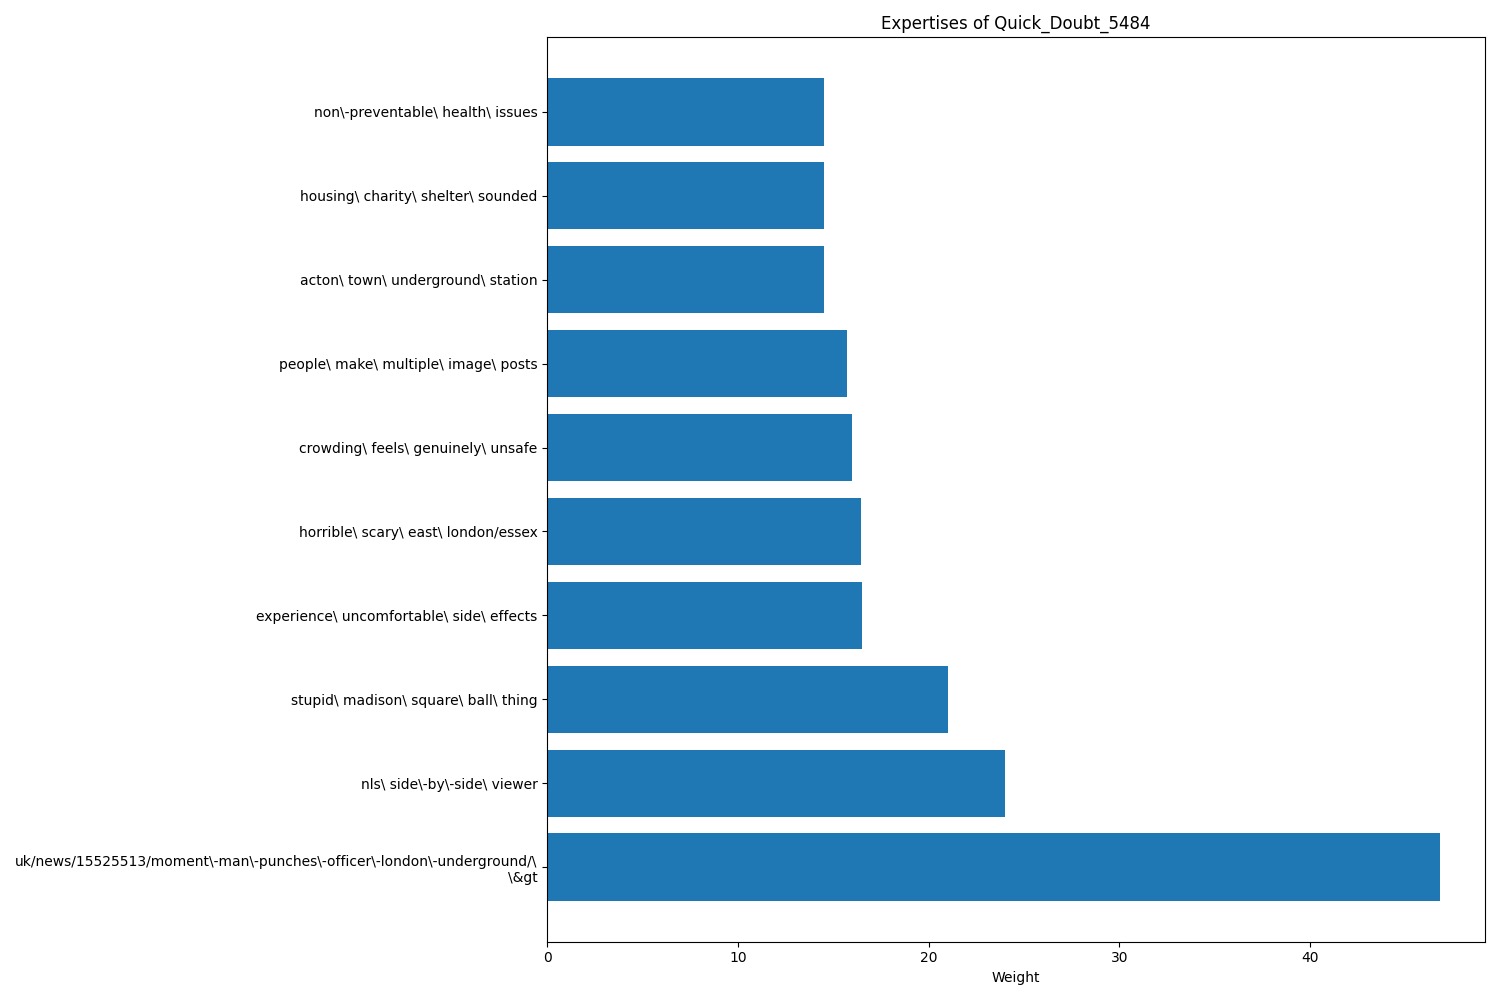 Expertises of Quick_Doubt_5484
non\-preventable\ health\ issues
housing\ charity\ shelter\ sounded
acton\ town\ underground\ station
people\ make\ multiple\ image\ posts
crowding\ feels\ genuinely\ unsafe
horrible\ scary\ east\ london/essex
experience\ uncomfortable\ side\ effects
stupid\ madison\ square\ ball\ thing
nls\ side\-by\-side\ viewer
uk/news/15525513/moment\-man\-punches\-officer\-london\-underground/\
\&gt
0 10 20 30 40
Weight